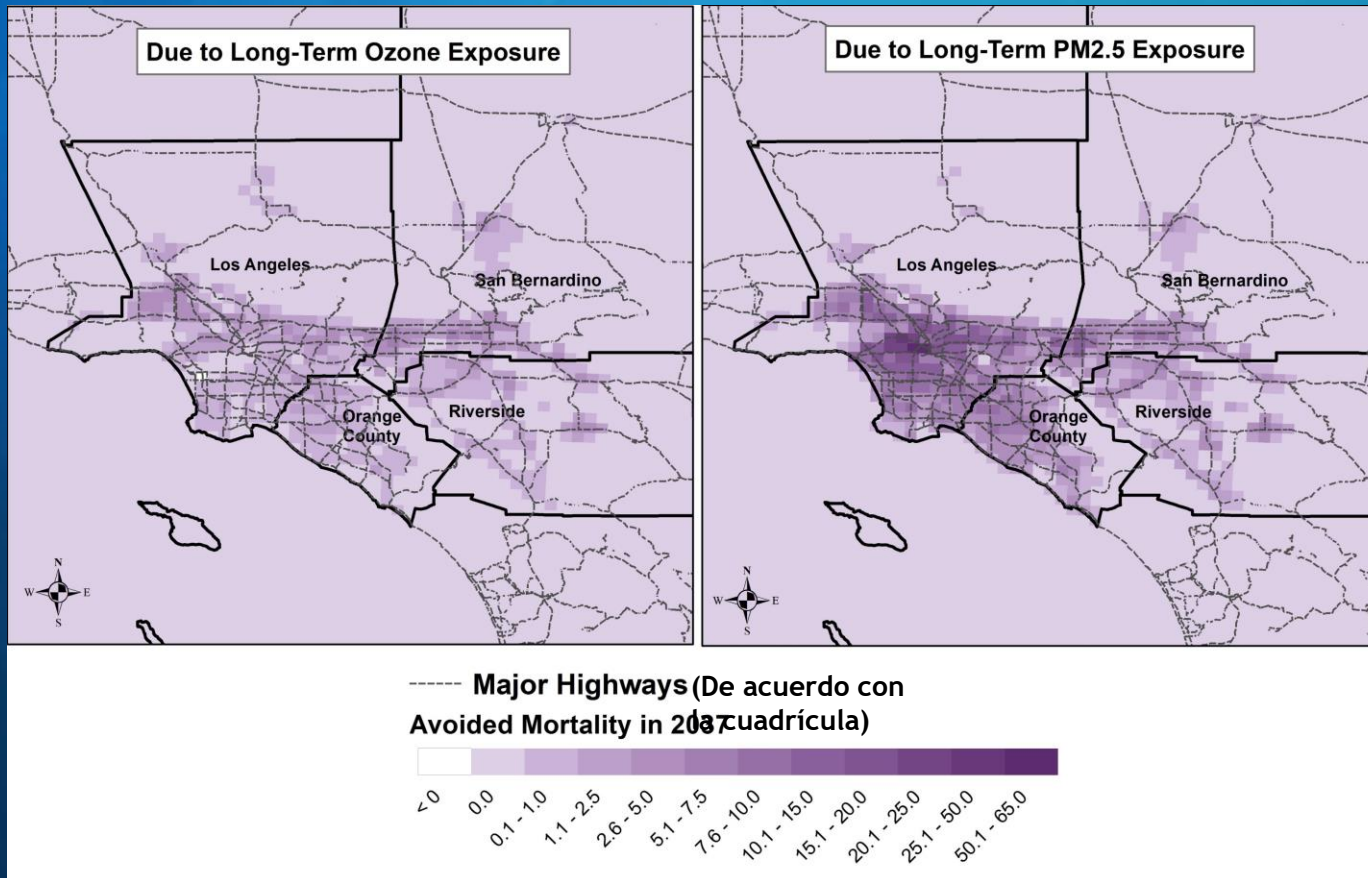 Due to Long-Term Ozone Exposure
Los Angeles
San Bernardino
Orange
County
Riverside
N
W E
S
Due to Long-Term PM2.5 Exposure
Los Angeles
San Bernardino
Orange
County
Riverside
N
W E
S
Major Highways (De acuerdo con
la cuadrícula)
Avoided Mortality in 2037
< 0
0.0
0.1 - 1.0
1.1 - 2.5
2.6 - 5.0
5.1 - 7.5
7.6 - 10.0
10.1 - 15.0
15.1 - 20.0
20.1 - 25.0
25.1 - 50.0
50.1 - 65.0